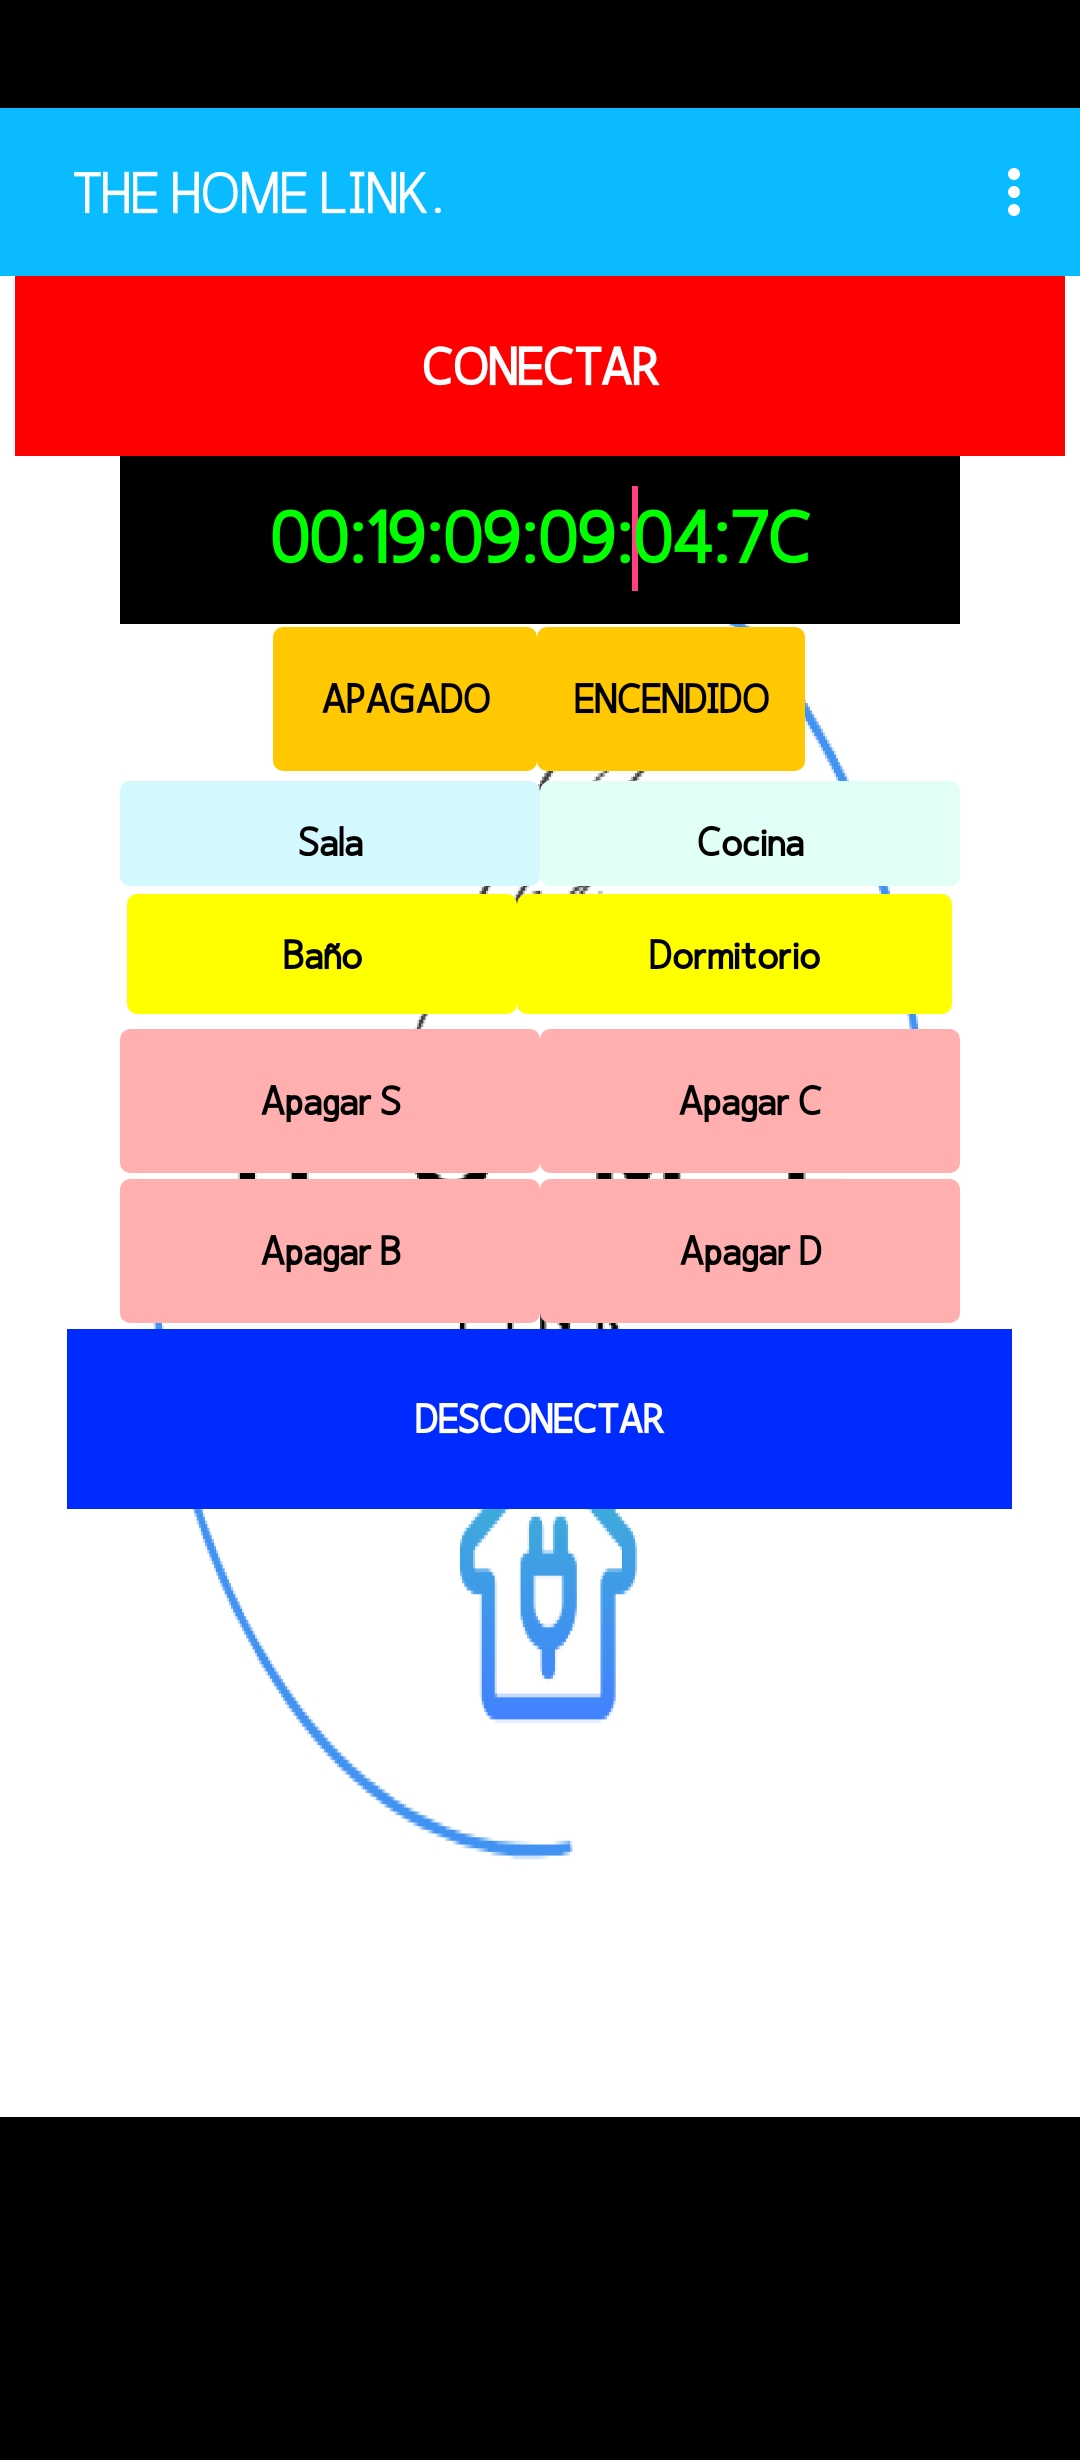 THE HOME LINK.
CONECTAR
00:19:09:09:04:7C
APAGADO ENCENDIDO
Sala Cocina
Baño Dormitorio
Apagar S Apagar C
Apagar B Apagar D
DESCONECTAR